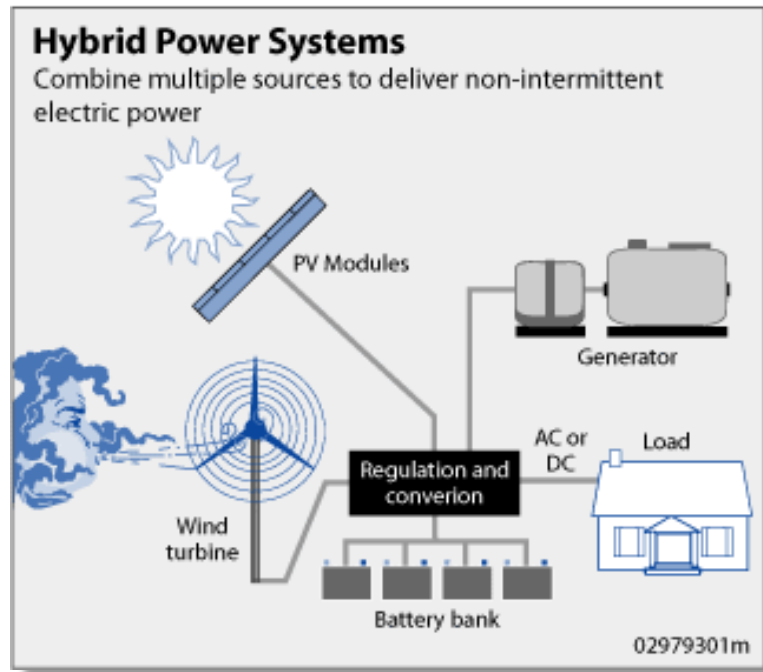 Hybrid Power Systems
Combine multiple sources to deliver non-intermittent
electric power
PV Modules
Generator
AC or
DC
Load
Regulation and
converion
Wind
turbine
Battery bank
02979301m